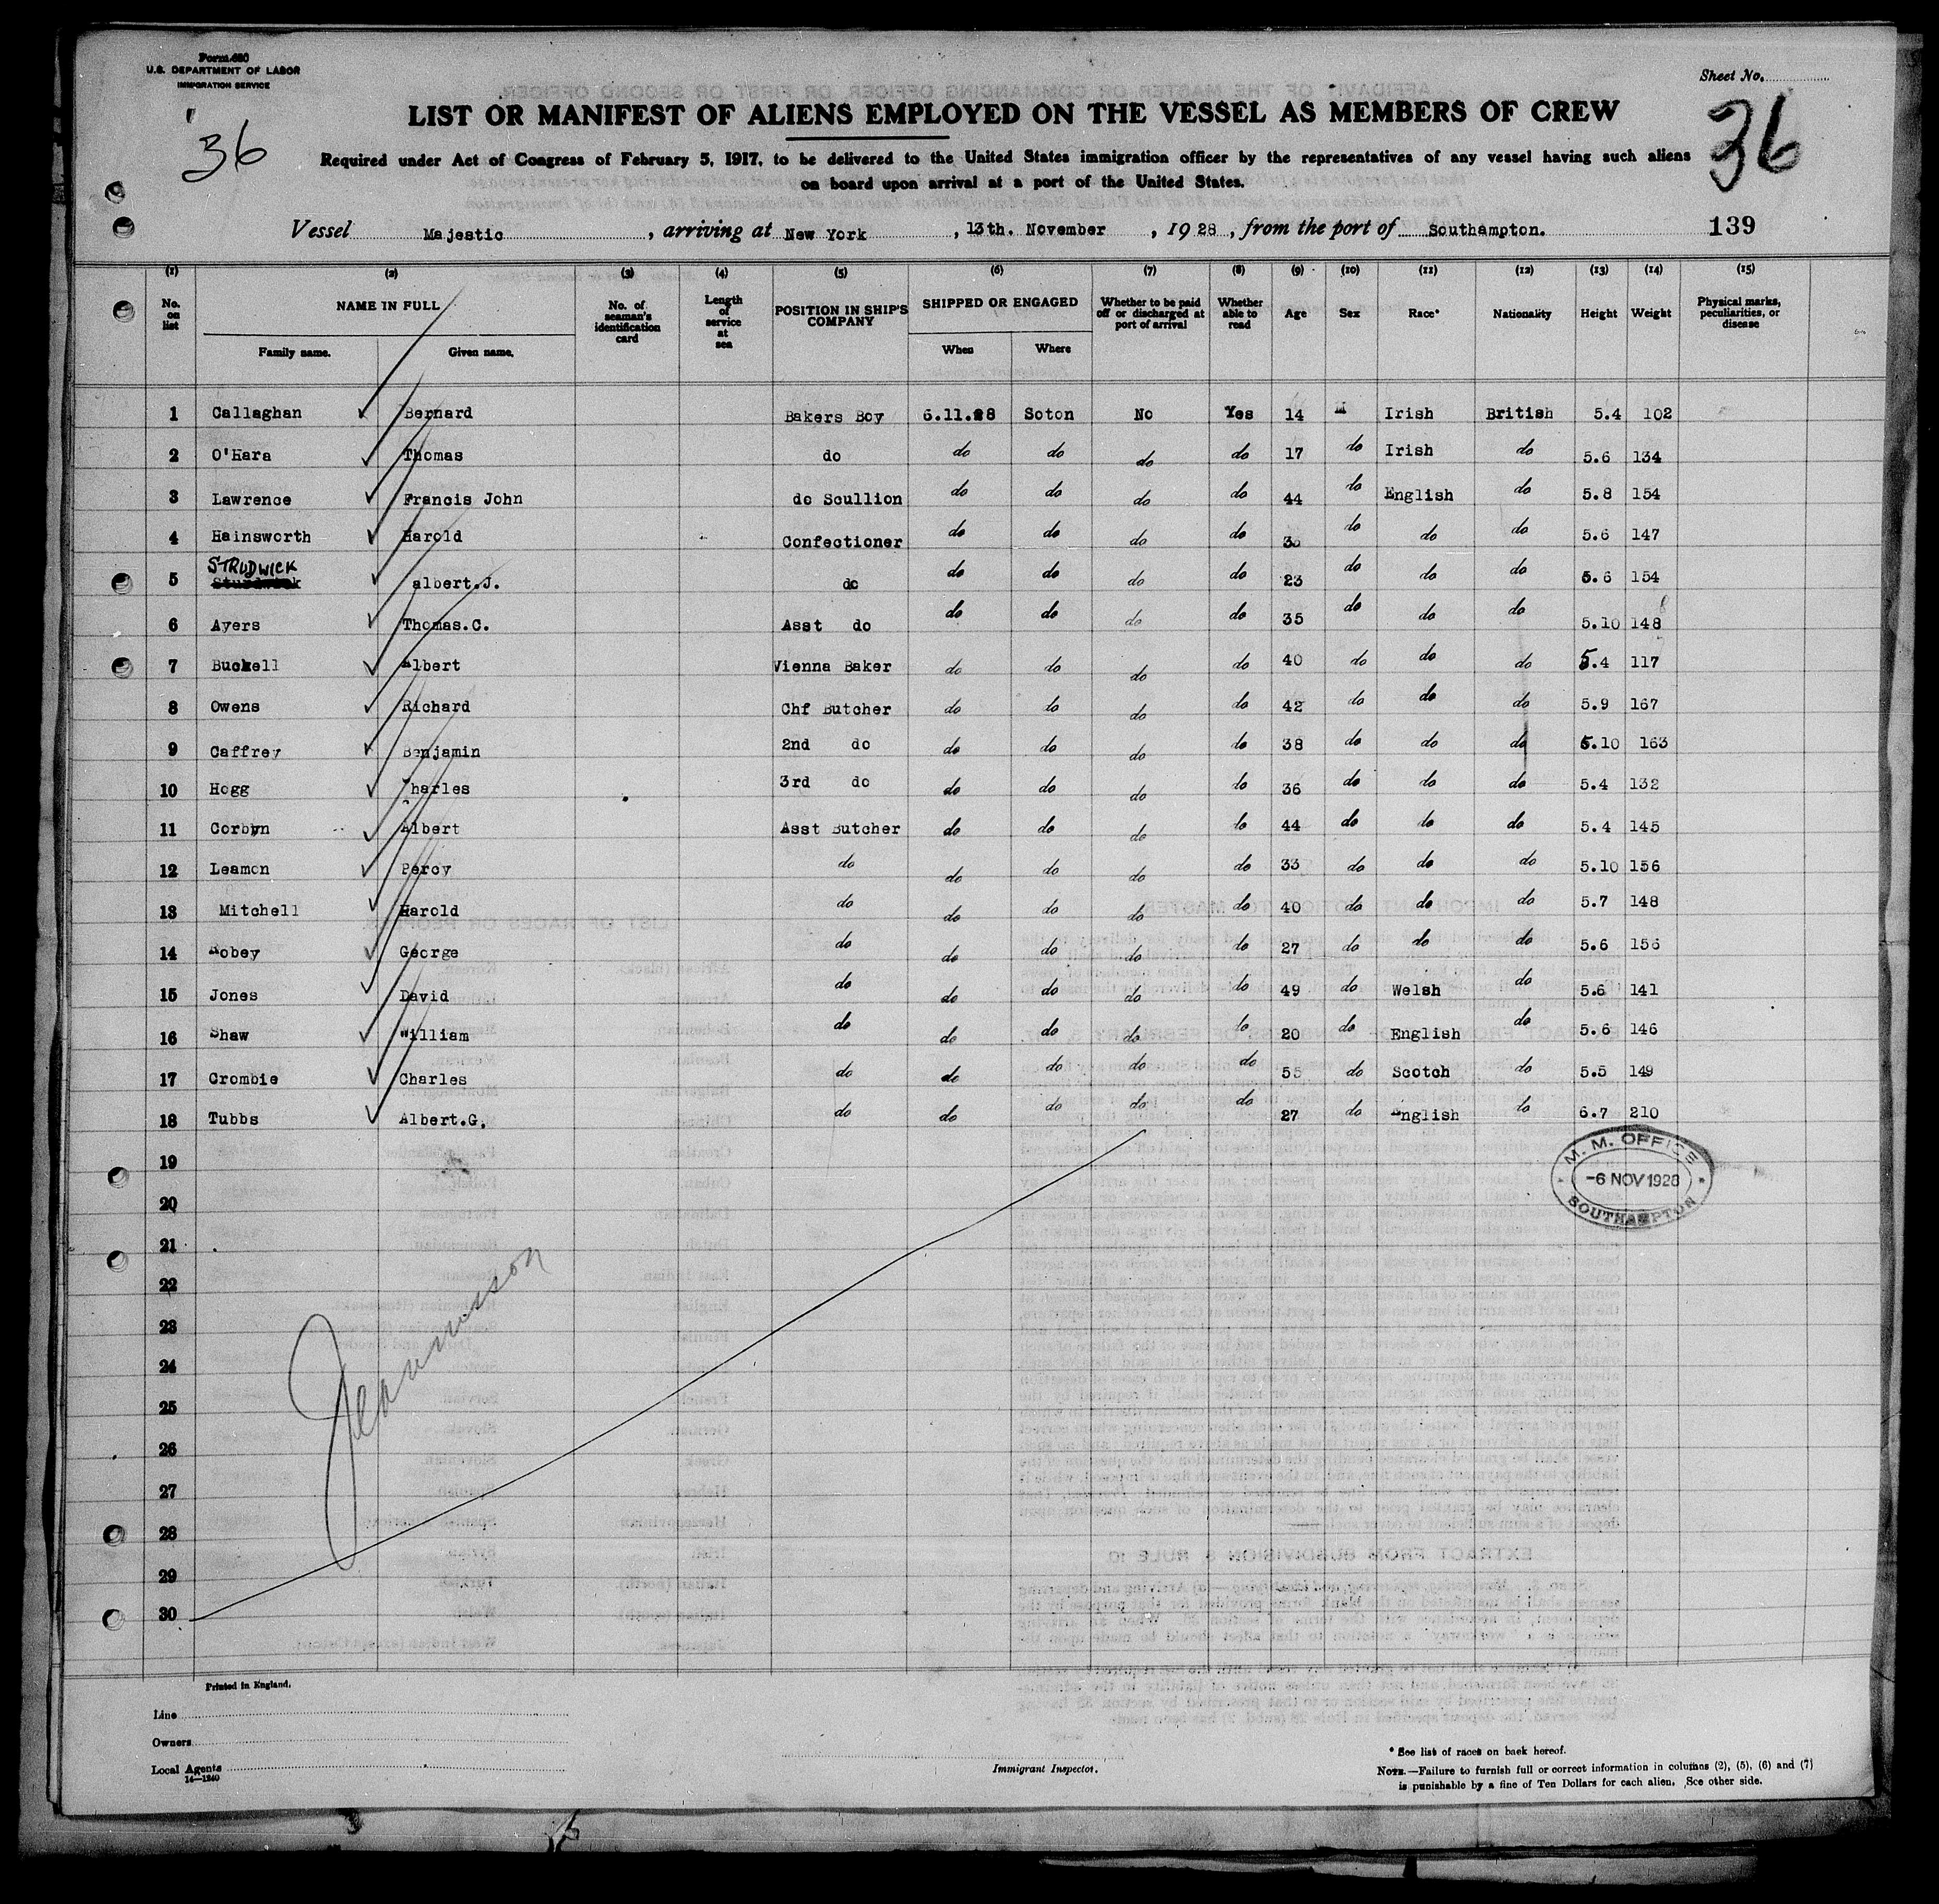 Form 680
U.S. DEPARTMENT OF LABOR
IMMIGRATION SERVICE
Sheet No.
36
36
LIST OR MANIFEST OF ALIENS EMPLOYED ON THE VESSEL AS MEMBERS OF CREW
Required under Act of Congress of February 5, 1917, to be delivered to the United States immigration officer by the representatives of any vessel having such aliens
on board upon arrival at a port of the United States.
Vessel Majestic, arriving at New York, 13th. November, 1928, from the port of Southampton. 139
(1) (2) (3) (4) (5) (6) (7) (8) (9) (10) (11) (12) (13) (14) (15)
No. on list NAME IN FULL Family name. Given name. No. of seaman's identification card Length of service at sea POSITION IN SHIP'S COMPANY SHIPPED OR ENGAGED When Where Whether to be paid off or discharged at port of arrival Whether able to read Age Sex Race* Nationality Height Weight Physical marks, peculiarities, or disease
1 Callaghan Bernard Bakers Boy 6.11.28 Soton No Yes 14 M Irish British 5.4 102
2 O'Hara Thomas do do do do do 17 do Irish do 5.6 134
3 Lawrence Francis John do Scullion do do do do 44 do English do 5.8 154
4 Hainsworth Harold Confectioner do do do do do do do 5.6 147
5 STRUDWICK albert.J. do do do do do 23 do do do 5.6 154
6 Ayers Thomas.C. Asst do do do do do 35 do do do 5.10 148
7 Buckell Albert Vienna Baker do do do do 40 do do do 5.4 117
8 Owens Richard Chf Butcher do do do do 42 do do do 5.9 167
9 Caffrey Benjamin 2nd do do do do do 38 do do do 5.10 163
10 Hogg Charles 3rd do do do do do 36 do do do 5.4 132
11 Corbyn Albert Asst Butcher do do do do 44 do do do 5.4 145
12 Leamon Percy do do do do do 33 do do do 5.10 156
13 Mitchell Harold do do do do do 40 do do do 5.7 148
14 Robey George do do do do do 27 do do do 5.6 156
15 Jones David do do do do do 49 do Welsh do 5.6 141
16 Shaw William do do do do do 20 do English do 5.6 146
17 Crombie Charles do do do do do 55 do Scotch do 5.5 149
18 Tubbs Albert.G. do do do do do 27 do English do 6.7 210
19
20
21
22
23
24
25
26
27
28
29
30
M. M. OFFICE
-6 NOV 1928
SOUTHAMPTON
Printed in England.
Line
Owners
Local Agents
14—1240
Immigrant Inspector.
* See list of races on back hereof.
NOTE.—Failure to furnish full or correct information in columns (2), (5), (6) and (7)
is punishable by a fine of Ten Dollars for each alien. See other side.